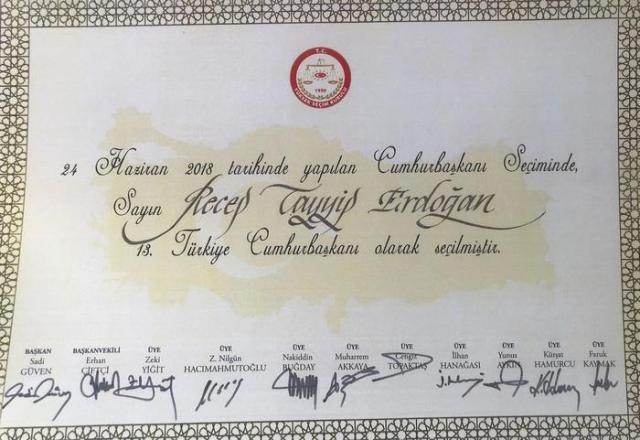 T.C.
YÜKSEK SEÇİM KURULU
1950
24 Haziran 2018 tarihinde yapılan Cumhurbaşkanı Seçiminde,
Sayın Recep Tayyip Erdoğan
13. Türkiye Cumhurbaşkanı olarak seçilmiştir.
BAŞKAN BAŞKANVEKİLİ ÜYE ÜYE ÜYE ÜYE ÜYE ÜYE ÜYE ÜYE ÜYE
Sadi Erhan Zeki Z. Nilgün Nakiddin Muharrem Cengiz İlhan Yunus Kürşat Faruk
GÜVEN ÇİFTÇİ YİĞİT HACIMAHMUTOĞLU BUĞDAY AKKAYA TOPAKTAŞ HANAĞASI AYKIN HAMURCU KAYMAK